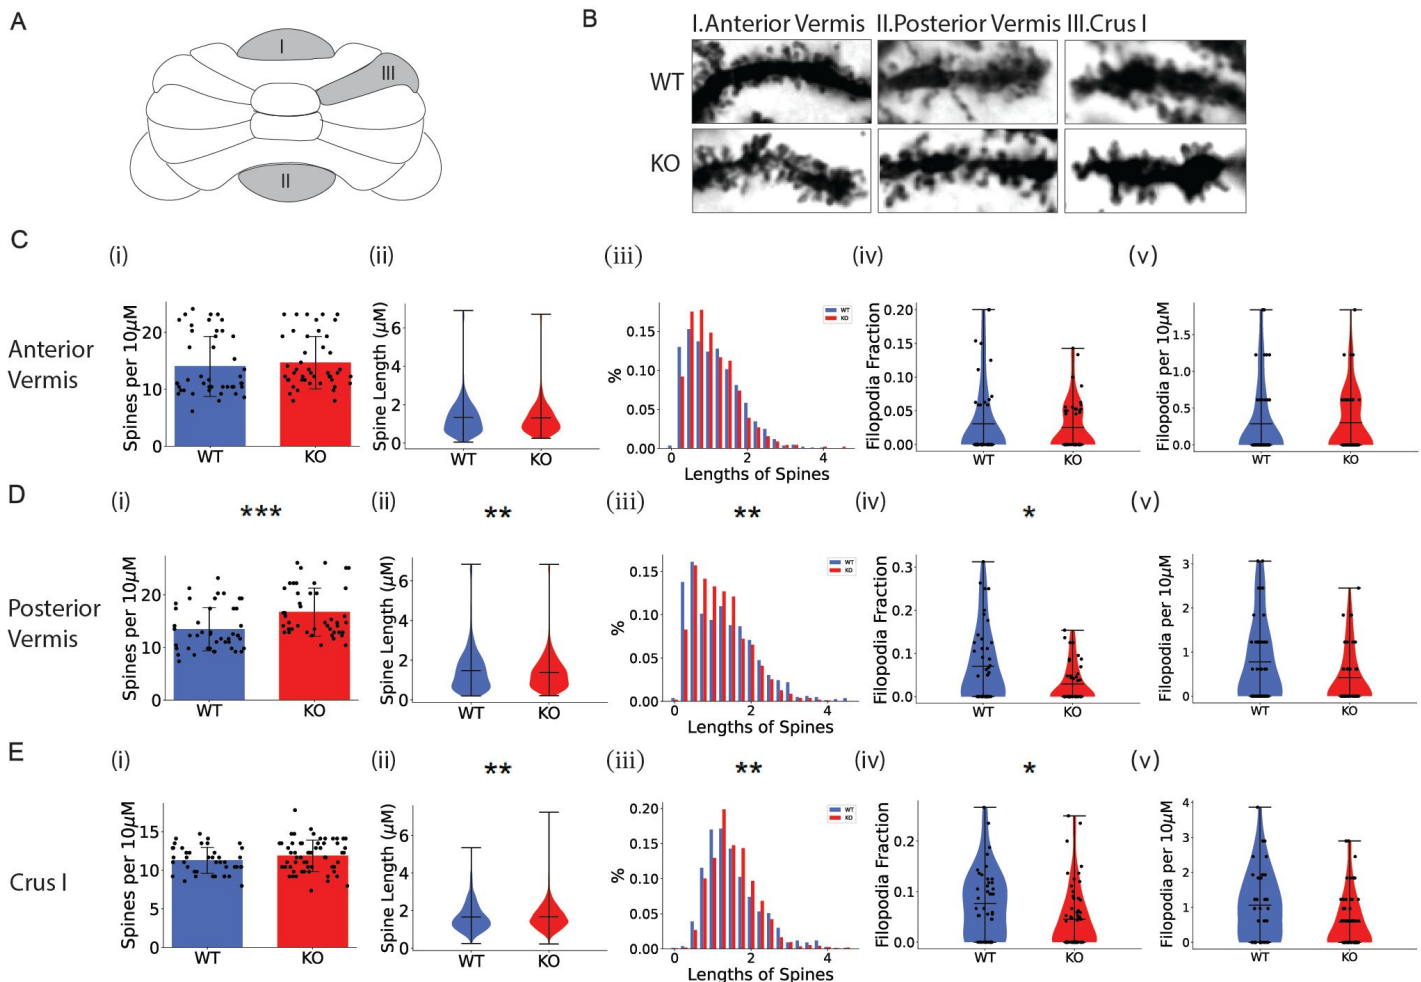 A
I
III
II
B
I.Anterior Vermis II.Posterior Vermis III.Crus I
WT
KO
C
(i) (ii) (iii) (iv) (v)
Anterior
Vermis
Spines per 10µM
20
10
0
WT KO
Spine Length (µM)
6
4
2
0
WT KO
%
0.15
0.10
0.05
0.00
0 2 4
Lengths of Spines
WT
KO
Filopodia Fraction
0.20
0.15
0.10
0.05
0.00
WT KO
Filopodia per 10µM
1.5
1.0
0.5
0.0
WT KO
D
(i) (ii) (iii) (iv) (v)
*** ** ** *
Posterior
Vermis
Spines per 10µM
20
10
0
WT KO
Spine Length (µM)
6
4
2
0
WT KO
%
0.15
0.10
0.05
0.00
0 2 4
Lengths of Spines
WT
KO
Filopodia Fraction
0.3
0.2
0.1
0.0
WT KO
Filopodia per 10µM
3
2
1
0
WT KO
E
(i) (ii) (iii) (iv) (v)
** ** *
Crus I
Spines per 10µM
15
10
5
0
WT KO
Spine Length (µM)
6
4
2
0
WT KO
%
0.20
0.15
0.10
0.05
0.00
0 2 4
Lengths of Spines
WT
KO
Filopodia Fraction
0.2
0.1
0.0
WT KO
Filopodia per 10µM
4
3
2
1
0
WT KO